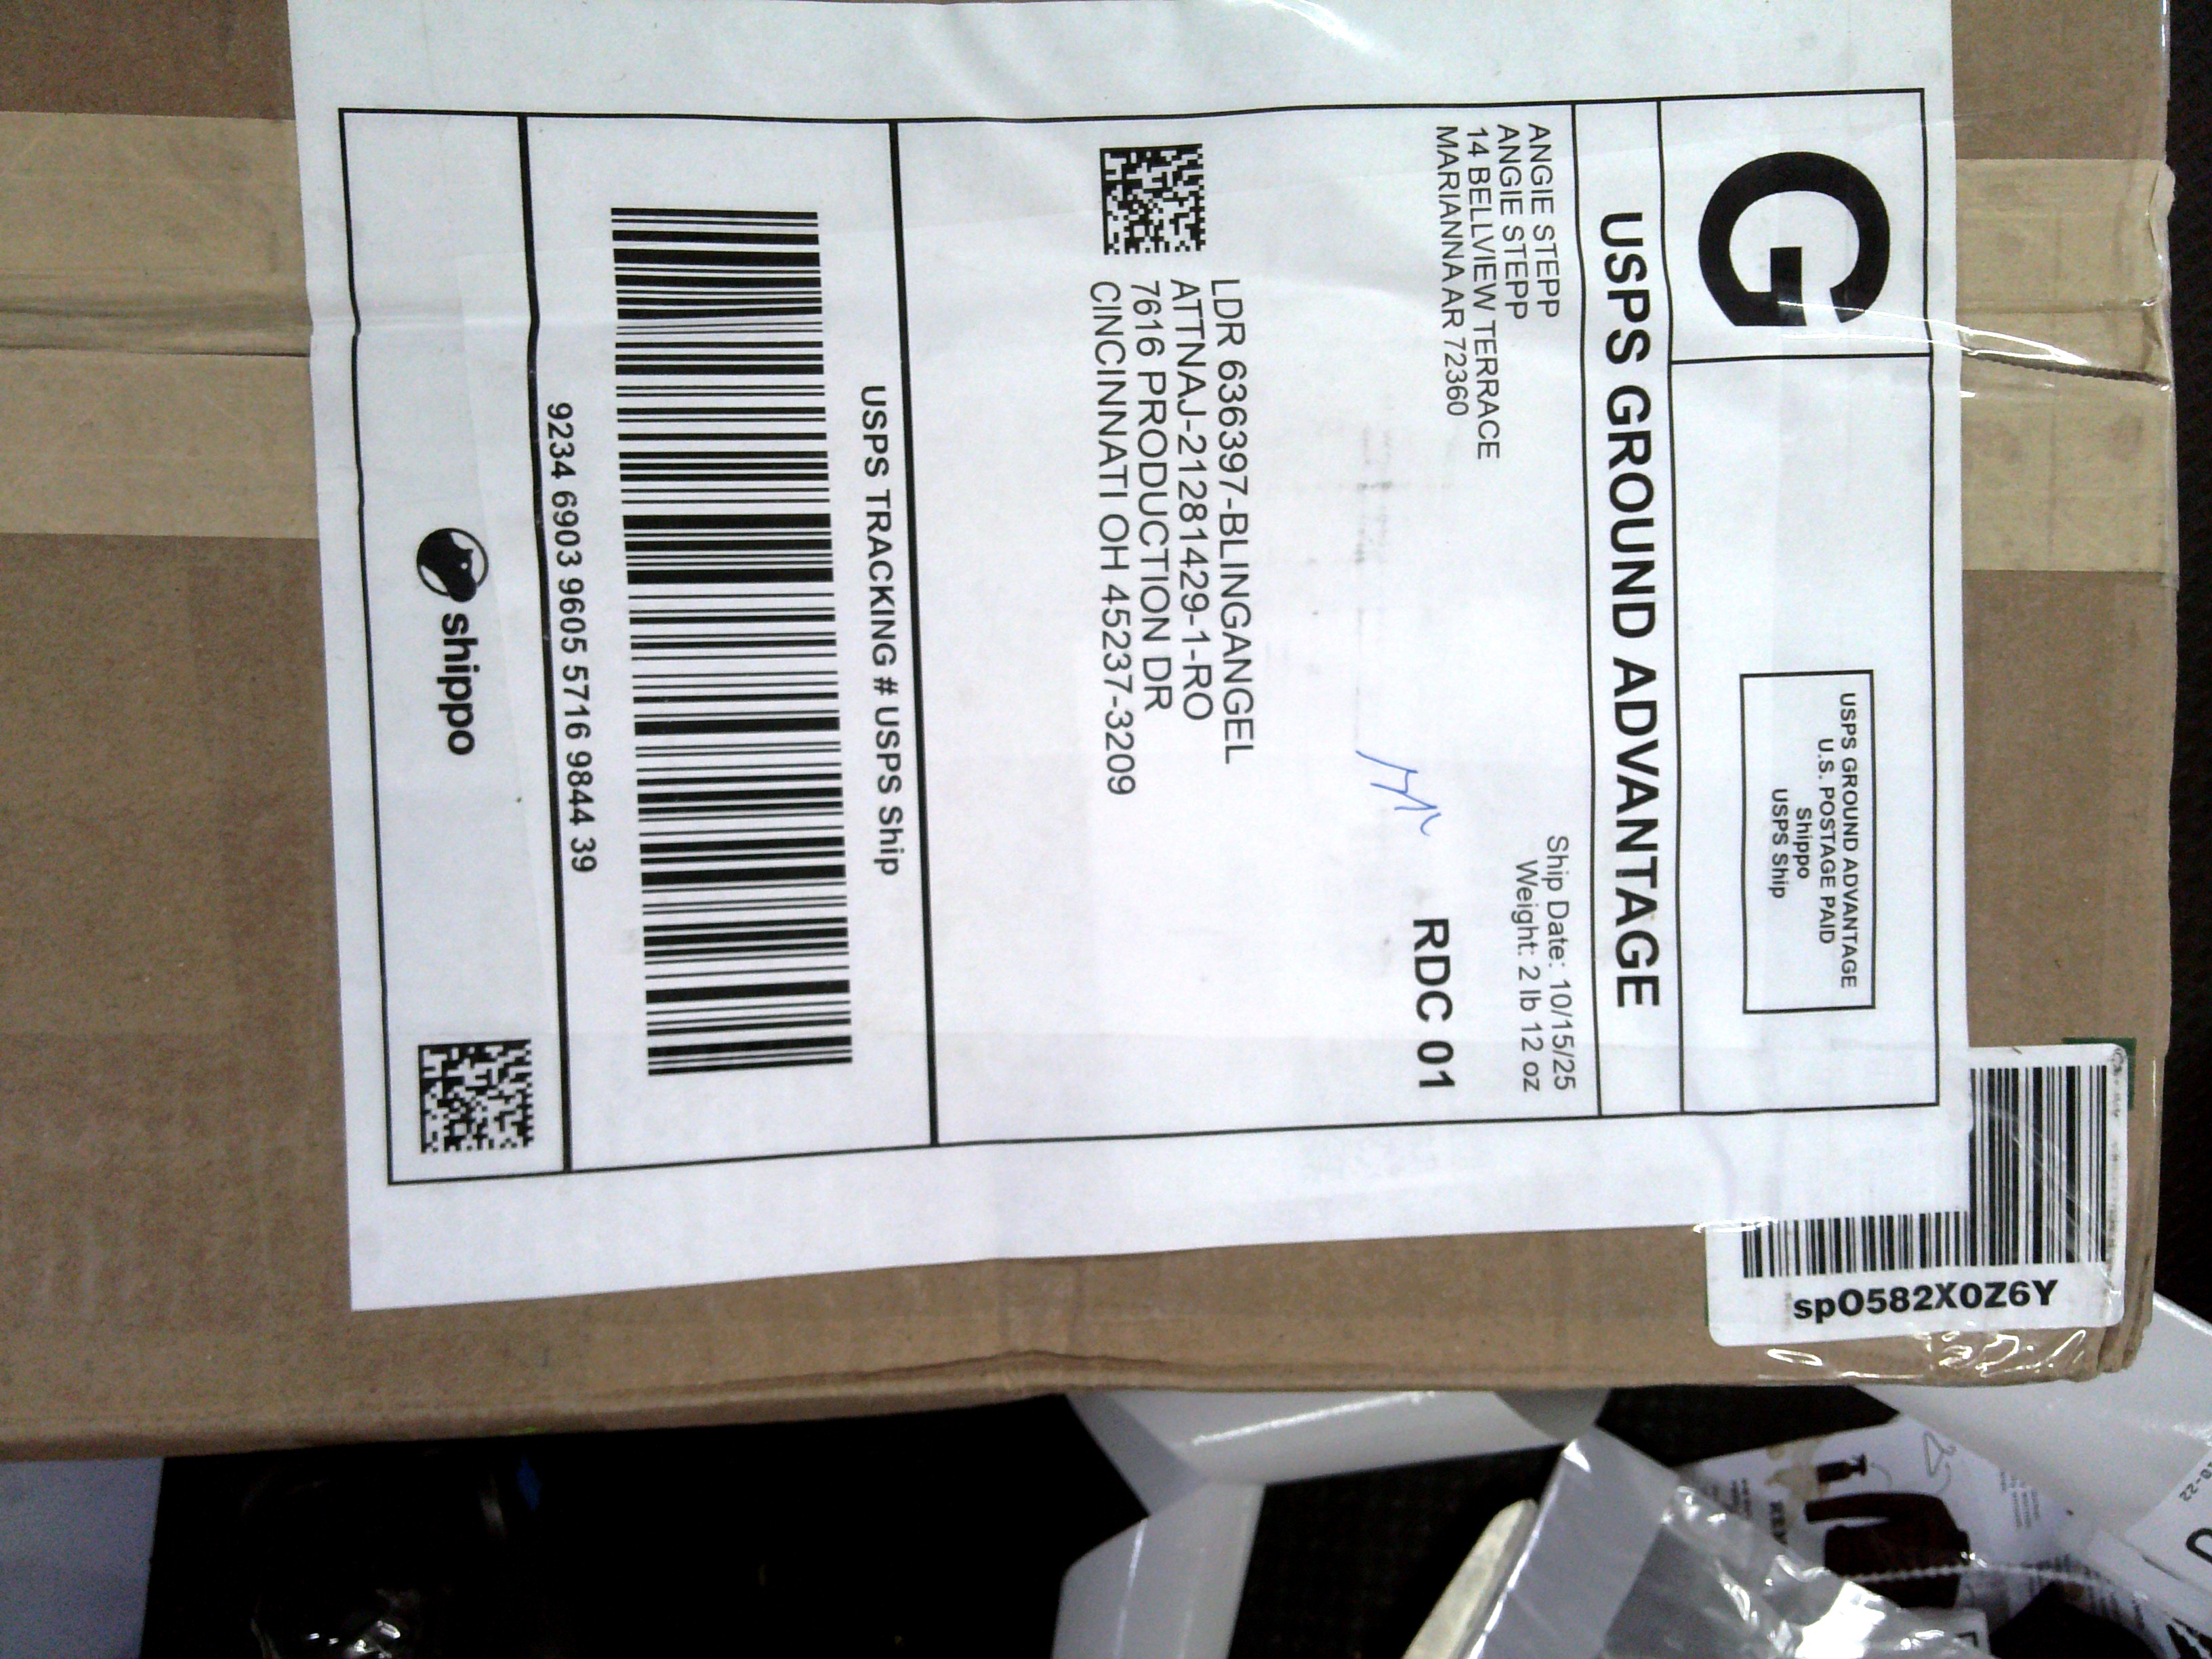 G
USPS GROUND ADVANTAGE
U.S. POSTAGE PAID
Shippo
USPS Ship
USPS GROUND ADVANTAGE
ANGIE STEPP
ANGIE STEPP
14 BELLVIEW TERRACE
MARIANNA AR 72360
Ship Date: 10/15/25
Weight: 2 lb 12 oz
RDC 01
LDR 636397-BLINGANGEL
ATTNAJ-21281429-1-RO
7616 PRODUCTION DR
CINCINNATI OH 45237-3209
USPS TRACKING # USPS Ship
9234 6903 9605 5716 9844 39
shippo
spO582X0Z6Y